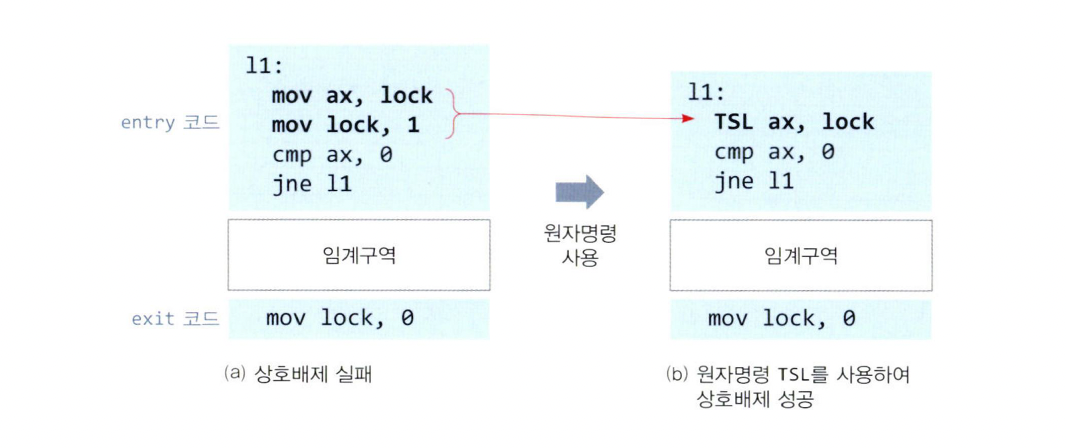 l1:
mov ax, lock
mov lock, 1
cmp ax, 0
jne l1
entry 코드
임계구역
exit 코드
mov lock, 0
(a) 상호배제 실패
원자명령
사용
l1:
TSL ax, lock
cmp ax, 0
jne l1
임계구역
mov lock, 0
(b) 원자명령 TSL를 사용하여
상호배제 성공